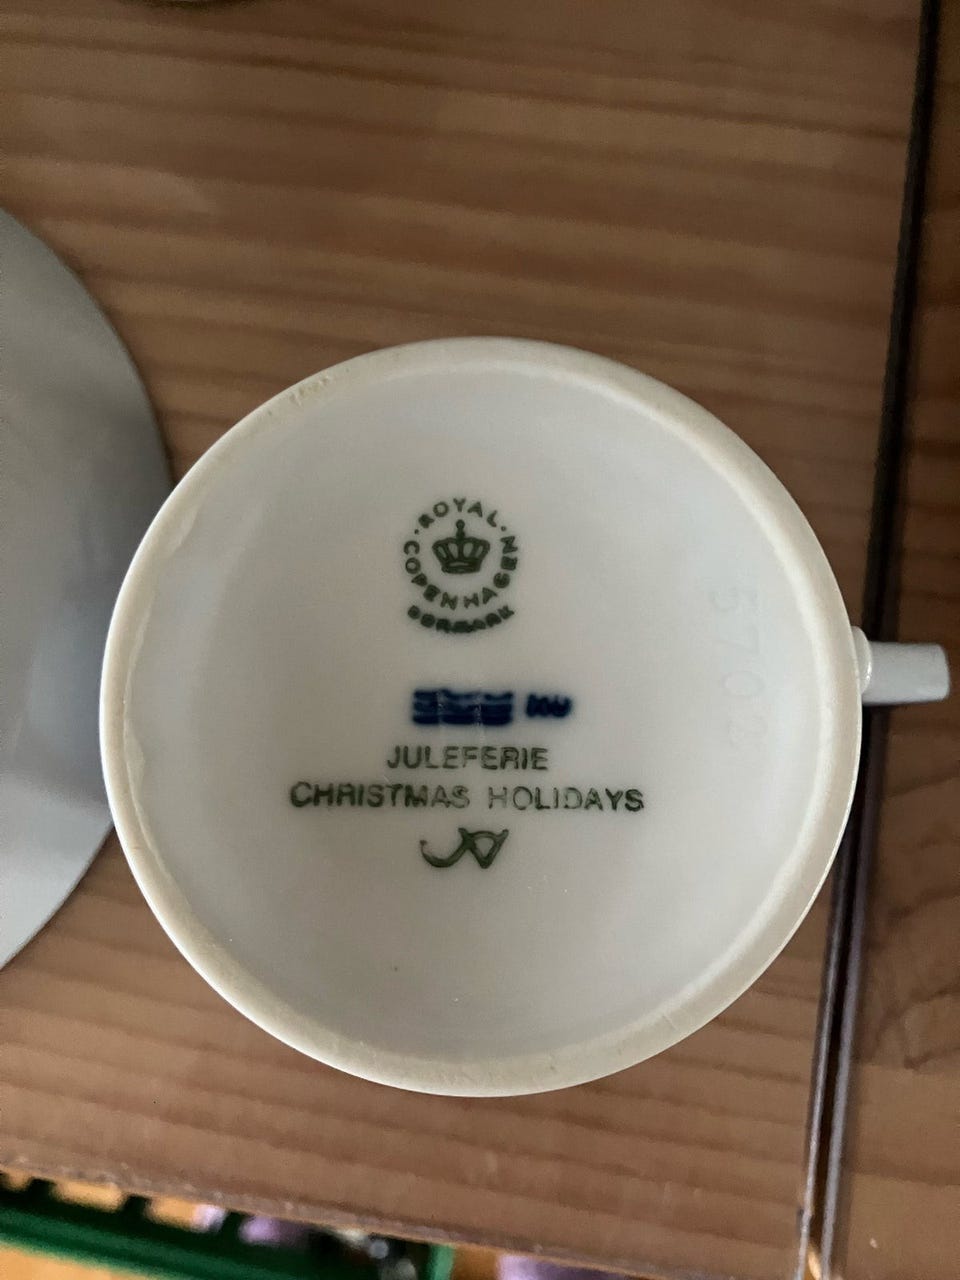 ROYAL
COPENHAGEN
DENMARK
JULEFERIE
CHRISTMAS HOLIDAYS